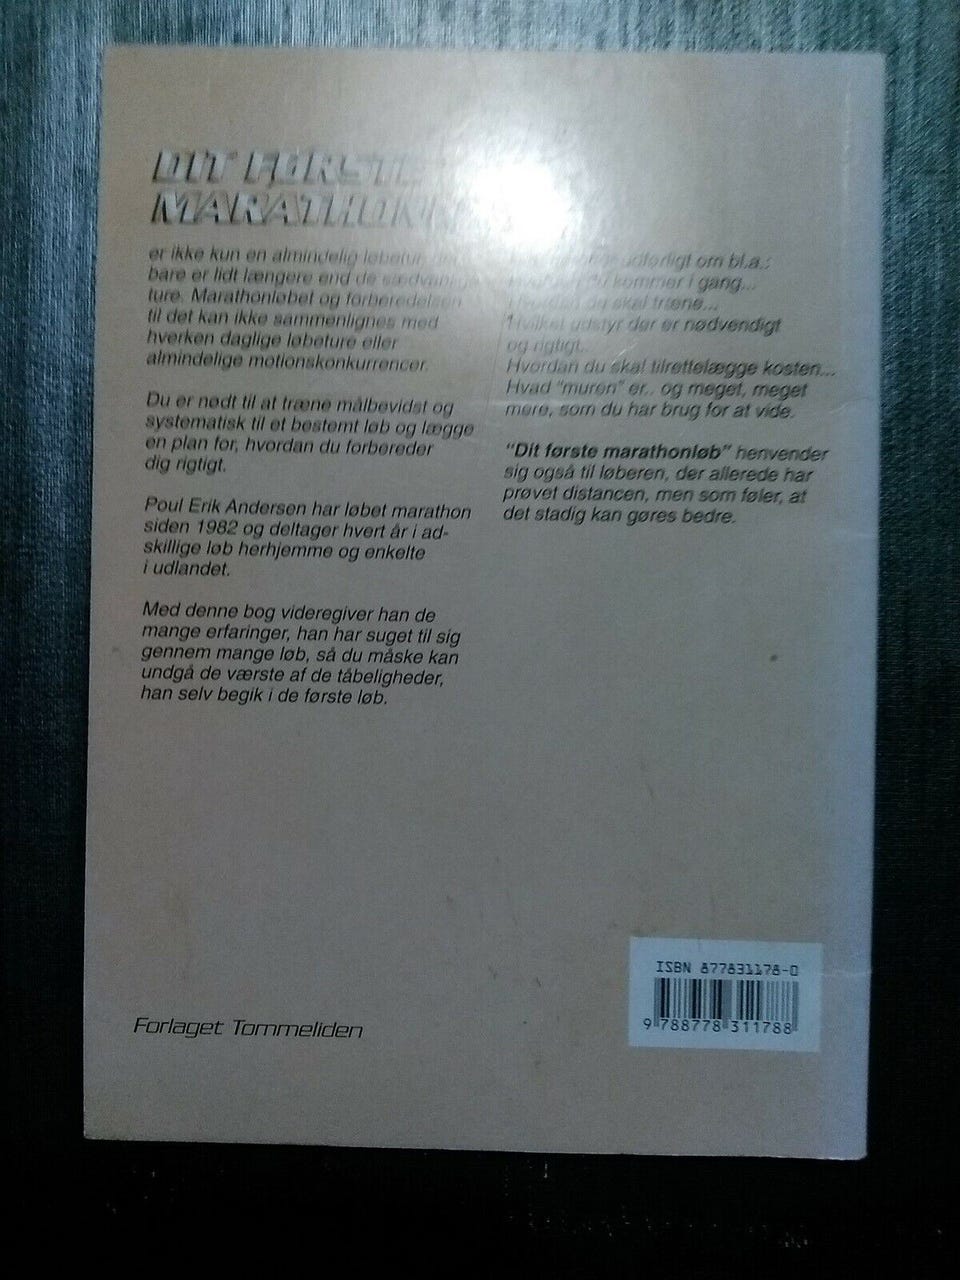 DIT FØRSTE
MARATHON
er ikke kun en almindelig løbetur, der
bare er lidt længere end de sædvanlige
ture. Marathonløbet og forberedelsen
til det kan ikke sammenlignes med
hverken daglige løbeture eller
almindelige motionskonkurrencer.
Du er nødt til at træne målbevidst og
systematisk til et bestemt løb og lægge
en plan for, hvordan du forbereder
dig rigtigt.
Poul Erik Andersen har løbet marathon
siden 1982 og deltager hvert år i ad-
skillige løb herhjemme og enkelte
i udlandet.
Med denne bog videregiver han de
mange erfaringer, han har suget til sig
gennem mange løb, så du måske kan
undgå de værste af de tåbeligheder,
han selv begik i de første løb.
udførligt om bl.a.:
du kommer i gang...
Hvordan du skal træne...
Hvilket udstyr der er nødvendigt
og rigtigt.
Hvordan du skal tilrettelægge kosten...
Hvad "muren" er.. og meget, meget
mere, som du har brug for at vide.
"Dit første marathonløb" henvender
sig også til løberen, der allerede har
prøvet distancen, men som føler, at
det stadig kan gøres bedre.
Forlaget Tommeliden
ISBN 877831178-0
9 788778 311788